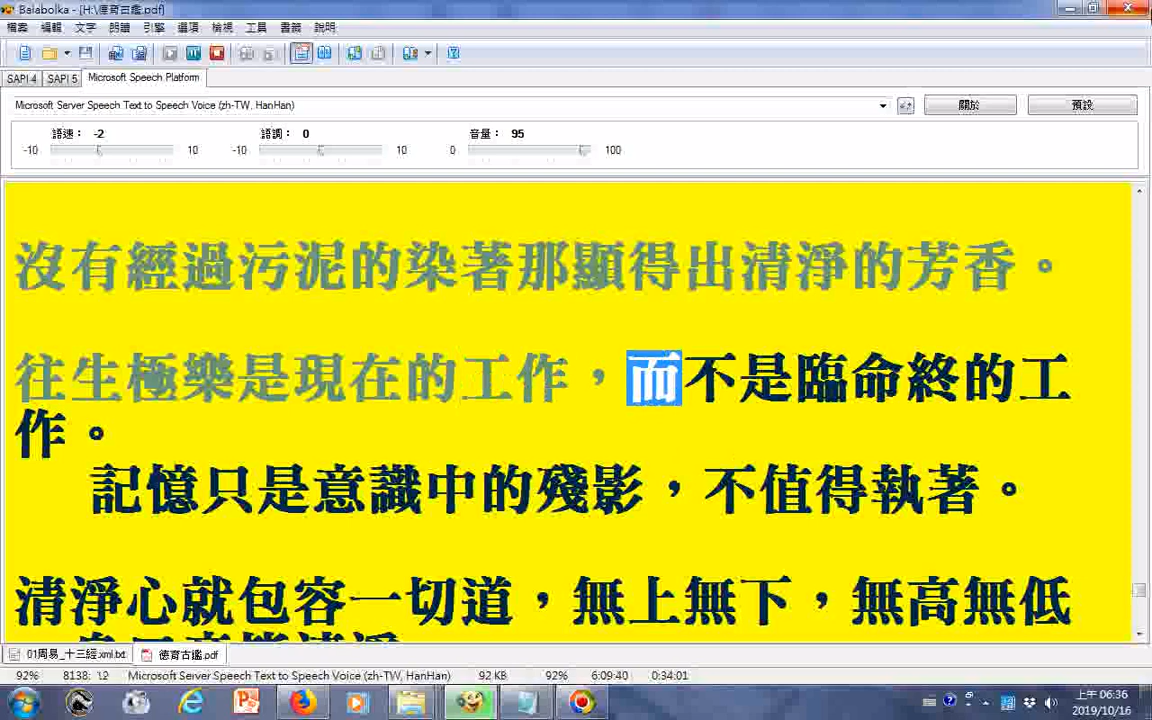 Balabolka - [H:\德育古鑑.pdf]
檔案 編輯 文字 朗讀 引擎 選項 檢視 工具 書籤 說明
SAPI 4 SAPI 5 Microsoft Speech Platform
Microsoft Server Speech Text to Speech Voice (zh-TW, HanHan) 關於 預設
語速： -2 語調： 0 音量： 95
-10 10 -10 10 0 100
沒有經過污泥的染著那顯得出清淨的芳香。
往生極樂是現在的工作，而不是臨命終的工
作。
記憶只是意識中的殘影，不值得執著。
清淨心就包容一切道，無上無下，無高無低
01周易_十三經.xml.txt 德育古鑑.pdf
92% 8138: 12 Microsoft Server Speech Text to Speech Voice (zh-TW, HanHan) 92 KB 92% 6:09:40 0:34:01
上午 06:36
2019/10/16